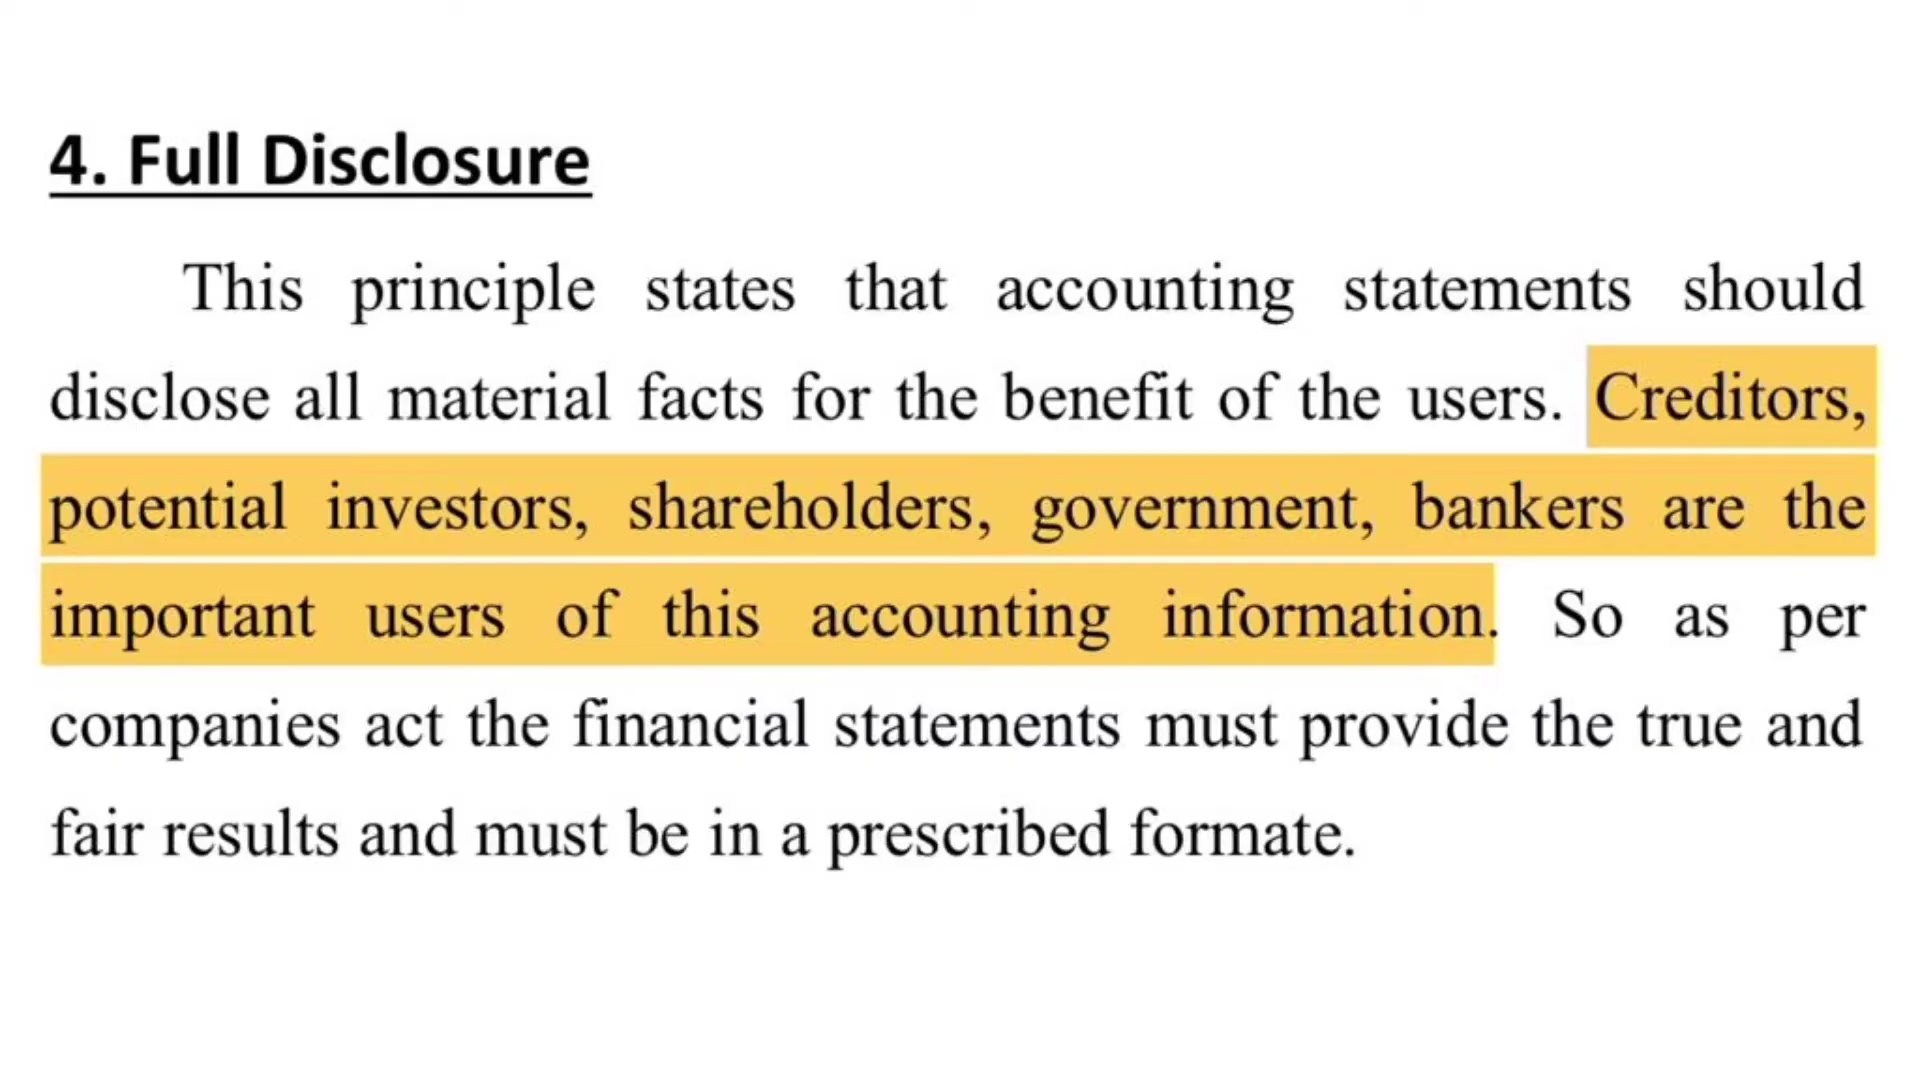 4. Full Disclosure
This principle states that accounting statements should
disclose all material facts for the benefit of the users. Creditors,
potential investors, shareholders, government, bankers are the
important users of this accounting information. So as per
companies act the financial statements must provide the true and
fair results and must be in a prescribed formate.